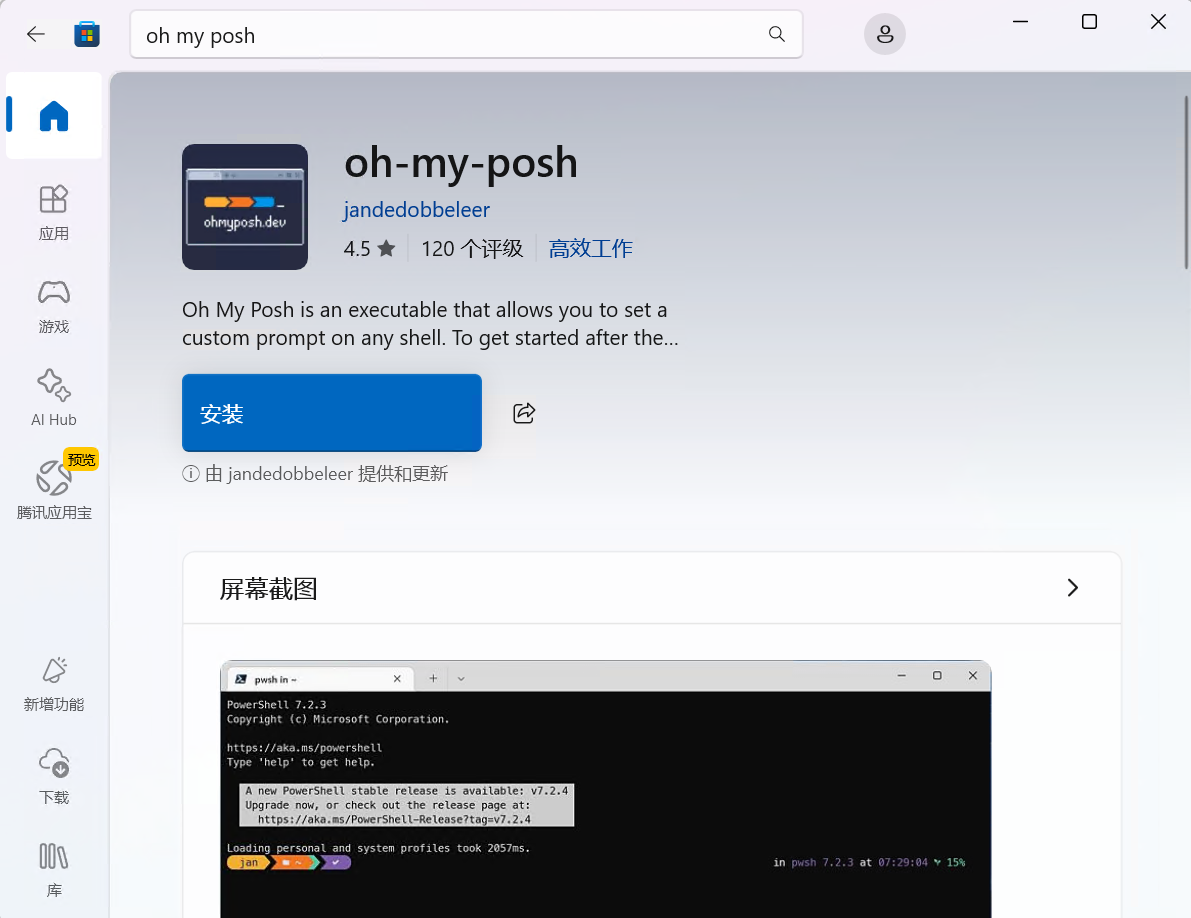 oh my posh
应用
游戏
AI Hub
预览
腾讯应用宝
新增功能
下载
库
ohmyposh.dev
oh-my-posh
jandedobbeleer
4.5 ★ 120 个评级 高效工作
Oh My Posh is an executable that allows you to set a
custom prompt on any shell. To get started after the...
安装
由 jandedobbeleer 提供和更新
屏幕截图
pwsh in ~
PowerShell 7.2.3
Copyright (c) Microsoft Corporation.
https://aka.ms/powershell
Type 'help' to get help.
A new PowerShell stable release is available: v7.2.4
Upgrade now, or check out the release page at:
https://aka.ms/PowerShell-Release?tag=v7.2.4
Loading personal and system profiles took 2057ms.
jan ~ in pwsh 7.2.3 at 07:29:04 15%